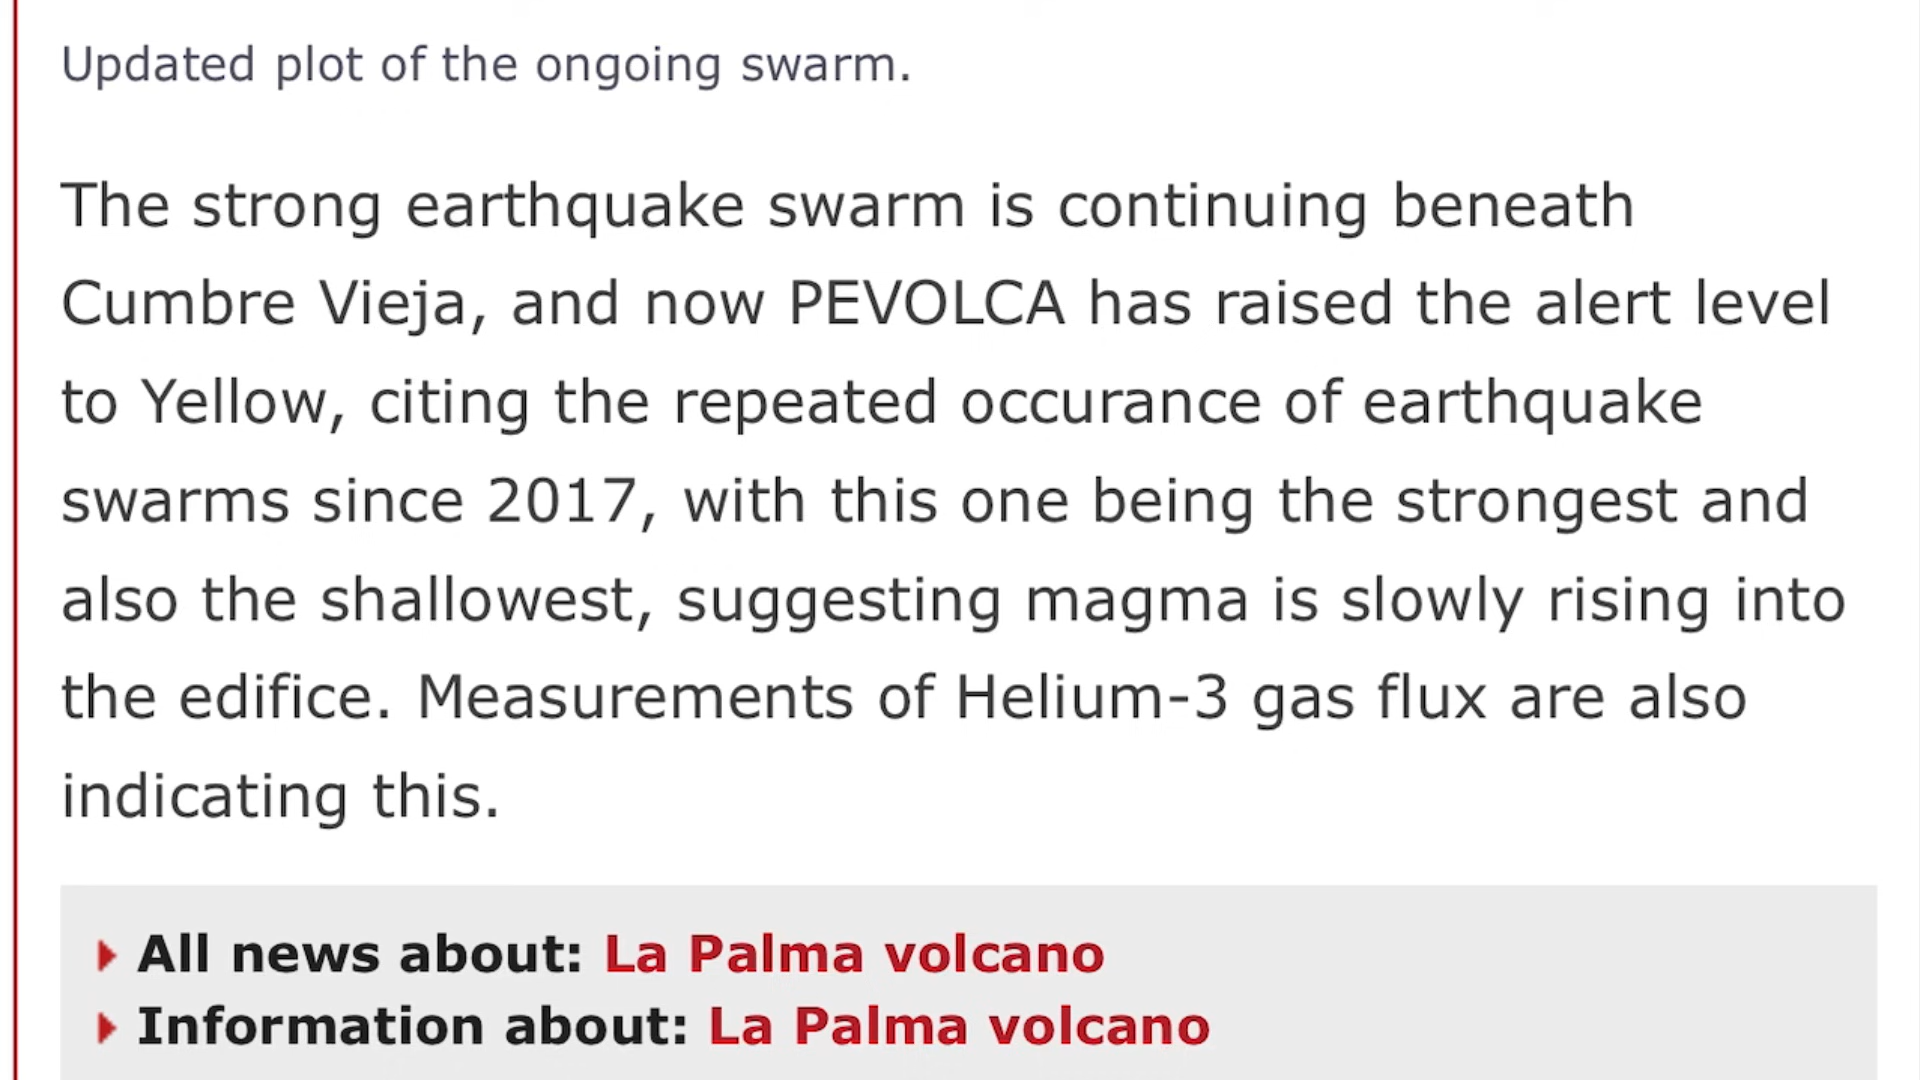 Updated plot of the ongoing swarm.
The strong earthquake swarm is continuing beneath
Cumbre Vieja, and now PEVOLCA has raised the alert level
to Yellow, citing the repeated occurance of earthquake
swarms since 2017, with this one being the strongest and
also the shallowest, suggesting magma is slowly rising into
the edifice. Measurements of Helium-3 gas flux are also
indicating this.
All news about: La Palma volcano
Information about: La Palma volcano